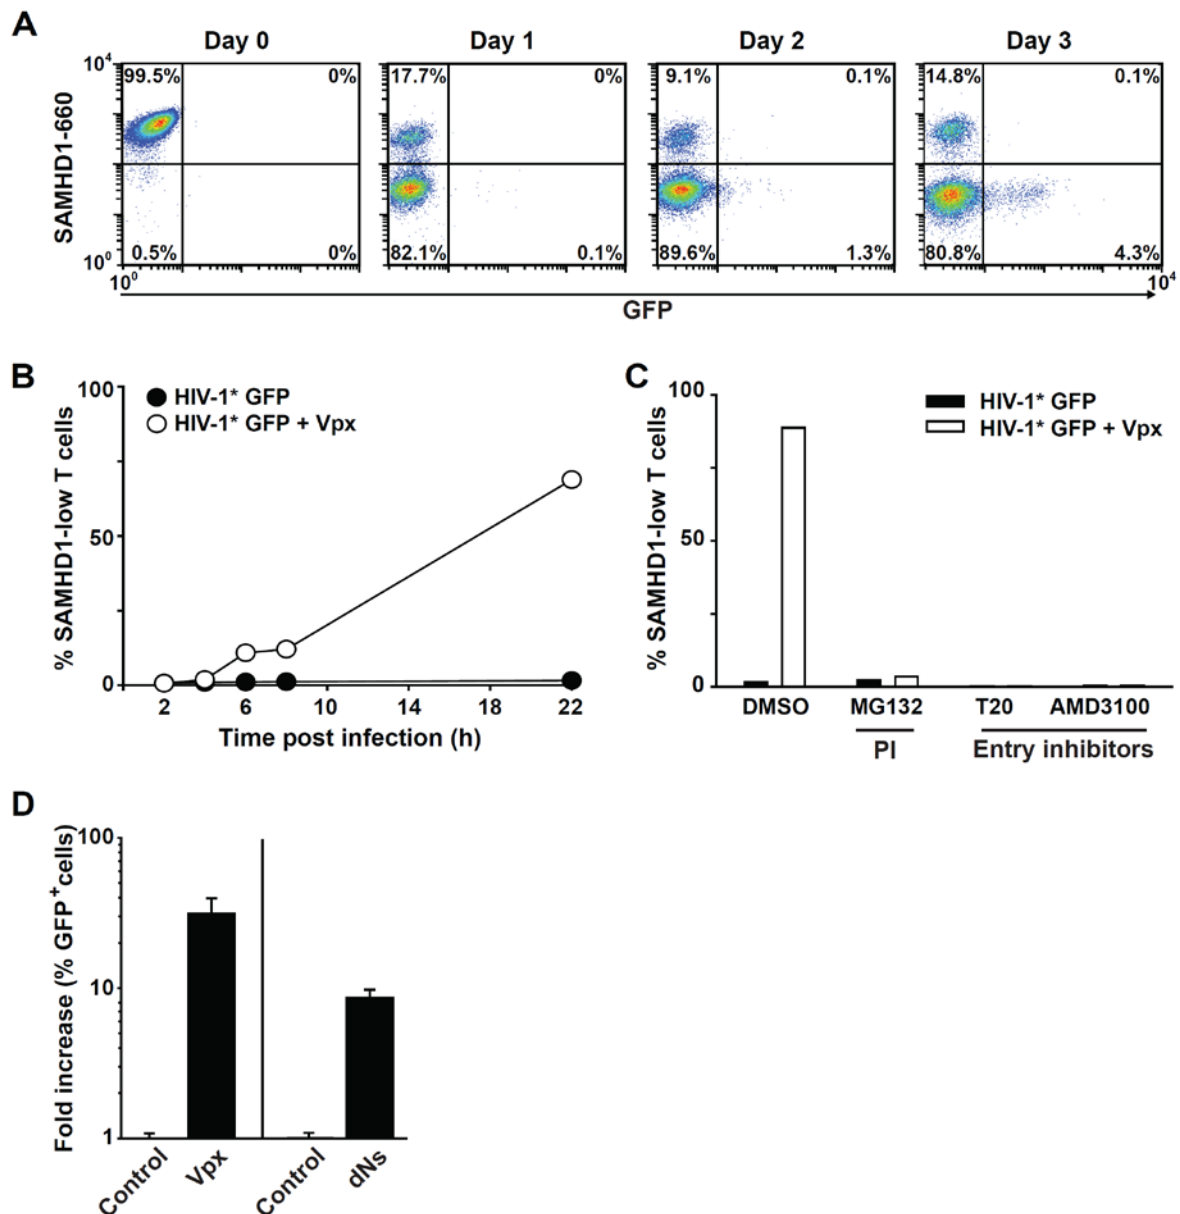 A
Day 0
Day 1
Day 2
Day 3
SAMHD1-660
10^4
10^0
99.5% 0%
0.5% 0%
17.7% 0%
82.1% 0.1%
9.1% 0.1%
89.6% 1.3%
14.8% 0.1%
80.8% 4.3%
10^0
10^4
GFP
B
% SAMHD1-low T cells
100
50
0
HIV-1* GFP
HIV-1* GFP + Vpx
2 6 10 14 18 22
Time post infection (h)
C
% SAMHD1-low T cells
100
50
0
HIV-1* GFP
HIV-1* GFP + Vpx
DMSO MG132 T20 AMD3100
PI Entry inhibitors
D
Fold increase (% GFP+cells)
100
10
1
Control Vpx Control dNs